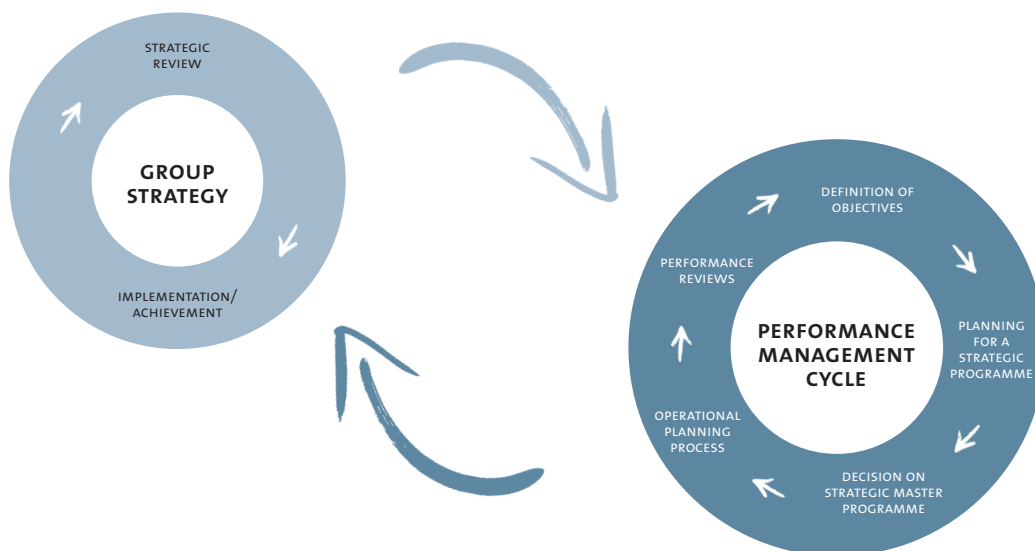 STRATEGIC
REVIEW
GROUP
STRATEGY
IMPLEMENTATION/
ACHIEVEMENT
DEFINITION OF
OBJECTIVES
PLANNING
FOR A
STRATEGIC
PROGRAMME
DECISION ON
STRATEGIC MASTER
PROGRAMME
OPERATIONAL
PLANNING
PROCESS
PERFORMANCE
REVIEWS
PERFORMANCE
MANAGEMENT
CYCLE